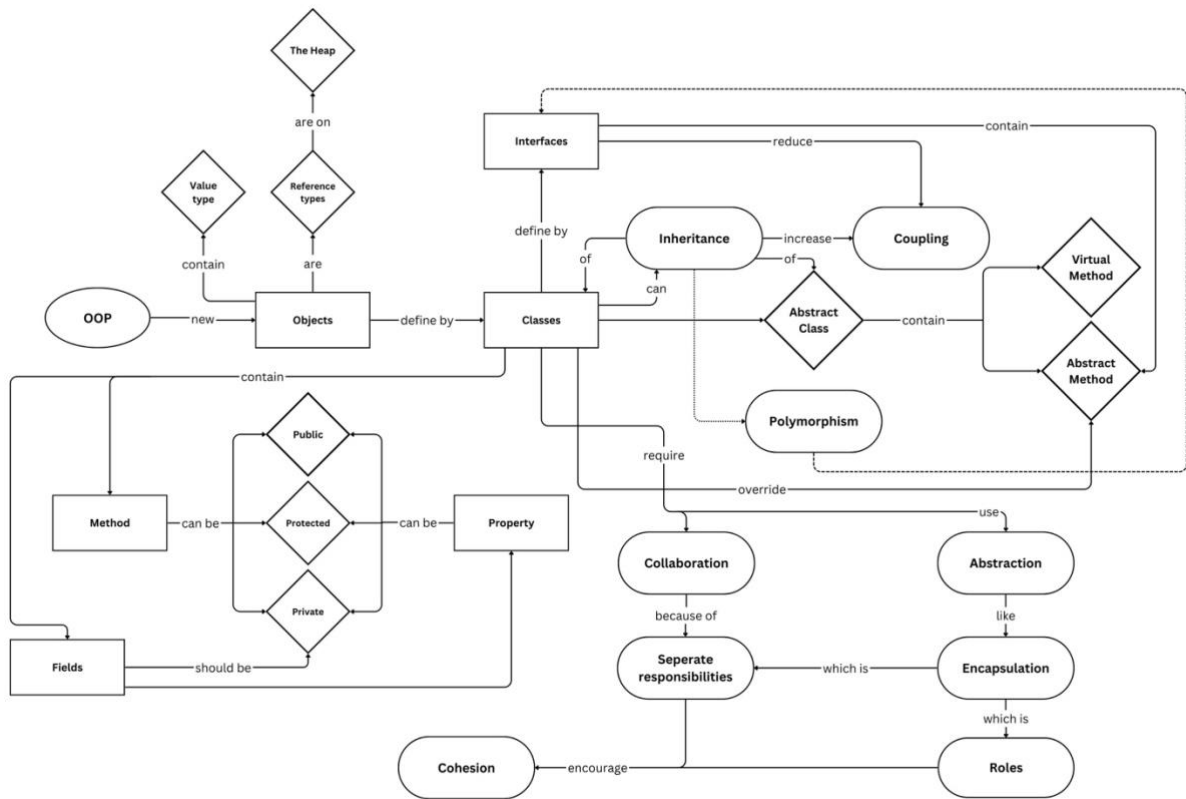 The Heap
are on
Interfaces
contain
reduce
Value
type
Reference
types
define by
Inheritance
increase
Coupling
contain
are
of
of
can
Virtual
Method
OOP
new
Objects
define by
Classes
Abstract
Class
contain
Abstract
Method
contain
Polymorphism
Public
require
override
Method
can be
Protected
can be
Property
use
Collaboration
Abstraction
Private
because of
like
Fields
should be
Seperate
responsibilities
which is
Encapsulation
which is
Cohesion
encourage
Roles